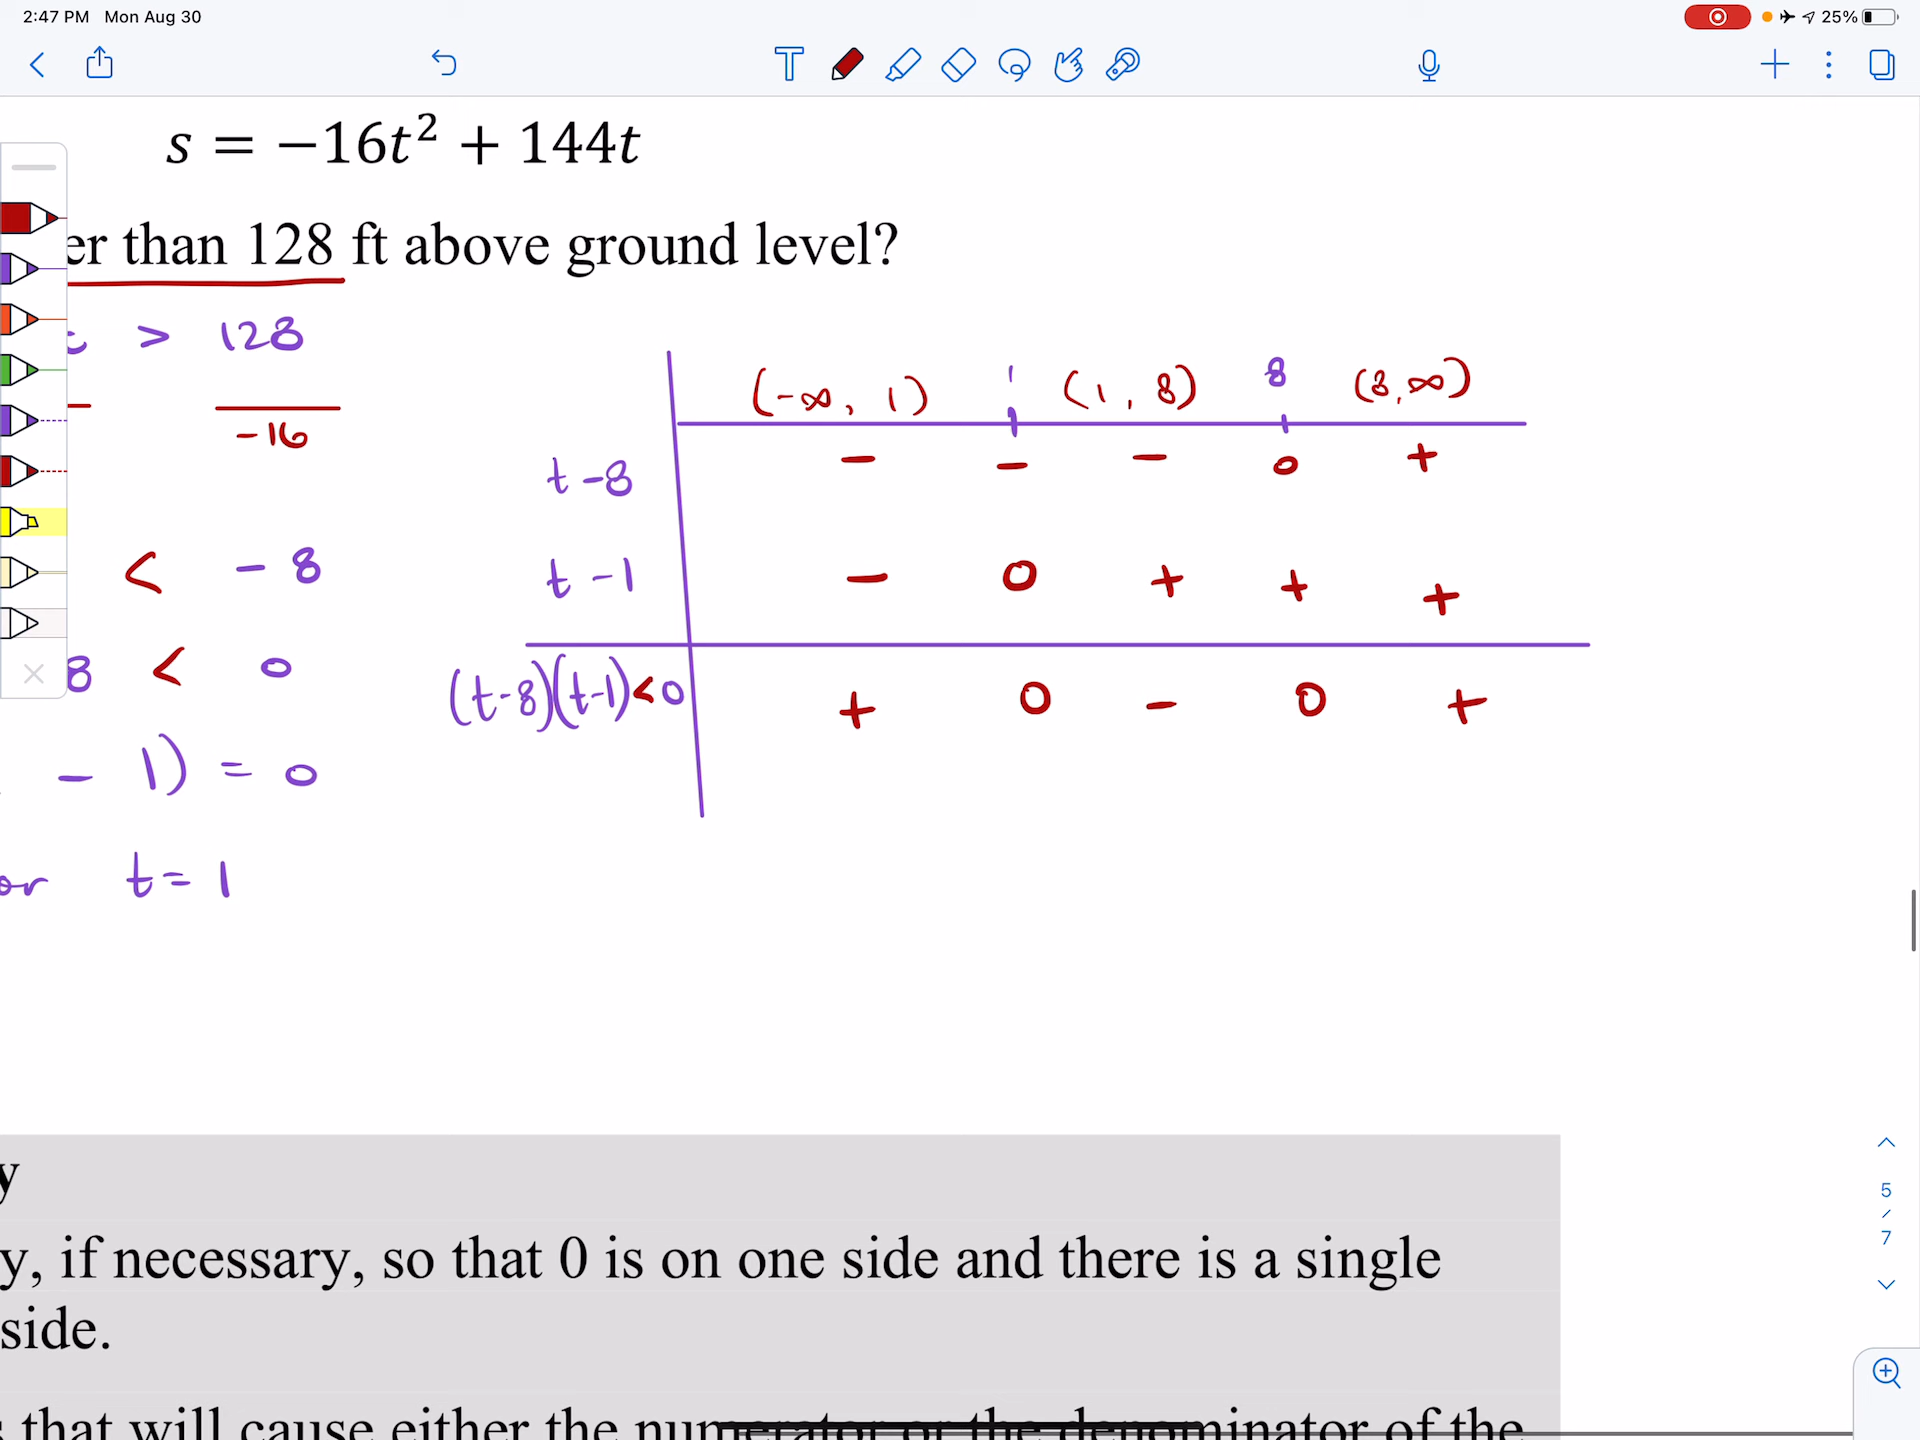 2:47 PM Mon Aug 30
25%
T
s = −16t² + 144t
er than 128 ft above ground level?
> 128
-16
< - 8
8 < 0
- 1) = 0
or t = 1
(-∞, 1) 1 (1, 8) 8 (8, ∞)
t - 8 - - - 0 +
t - 1 - 0 + + +
(t-8)(t-1) < 0 + 0 - 0 +
y
y, if necessary, so that 0 is on one side and there is a single
side.
that will cause either the numerator or the denominator of the
5
/
7